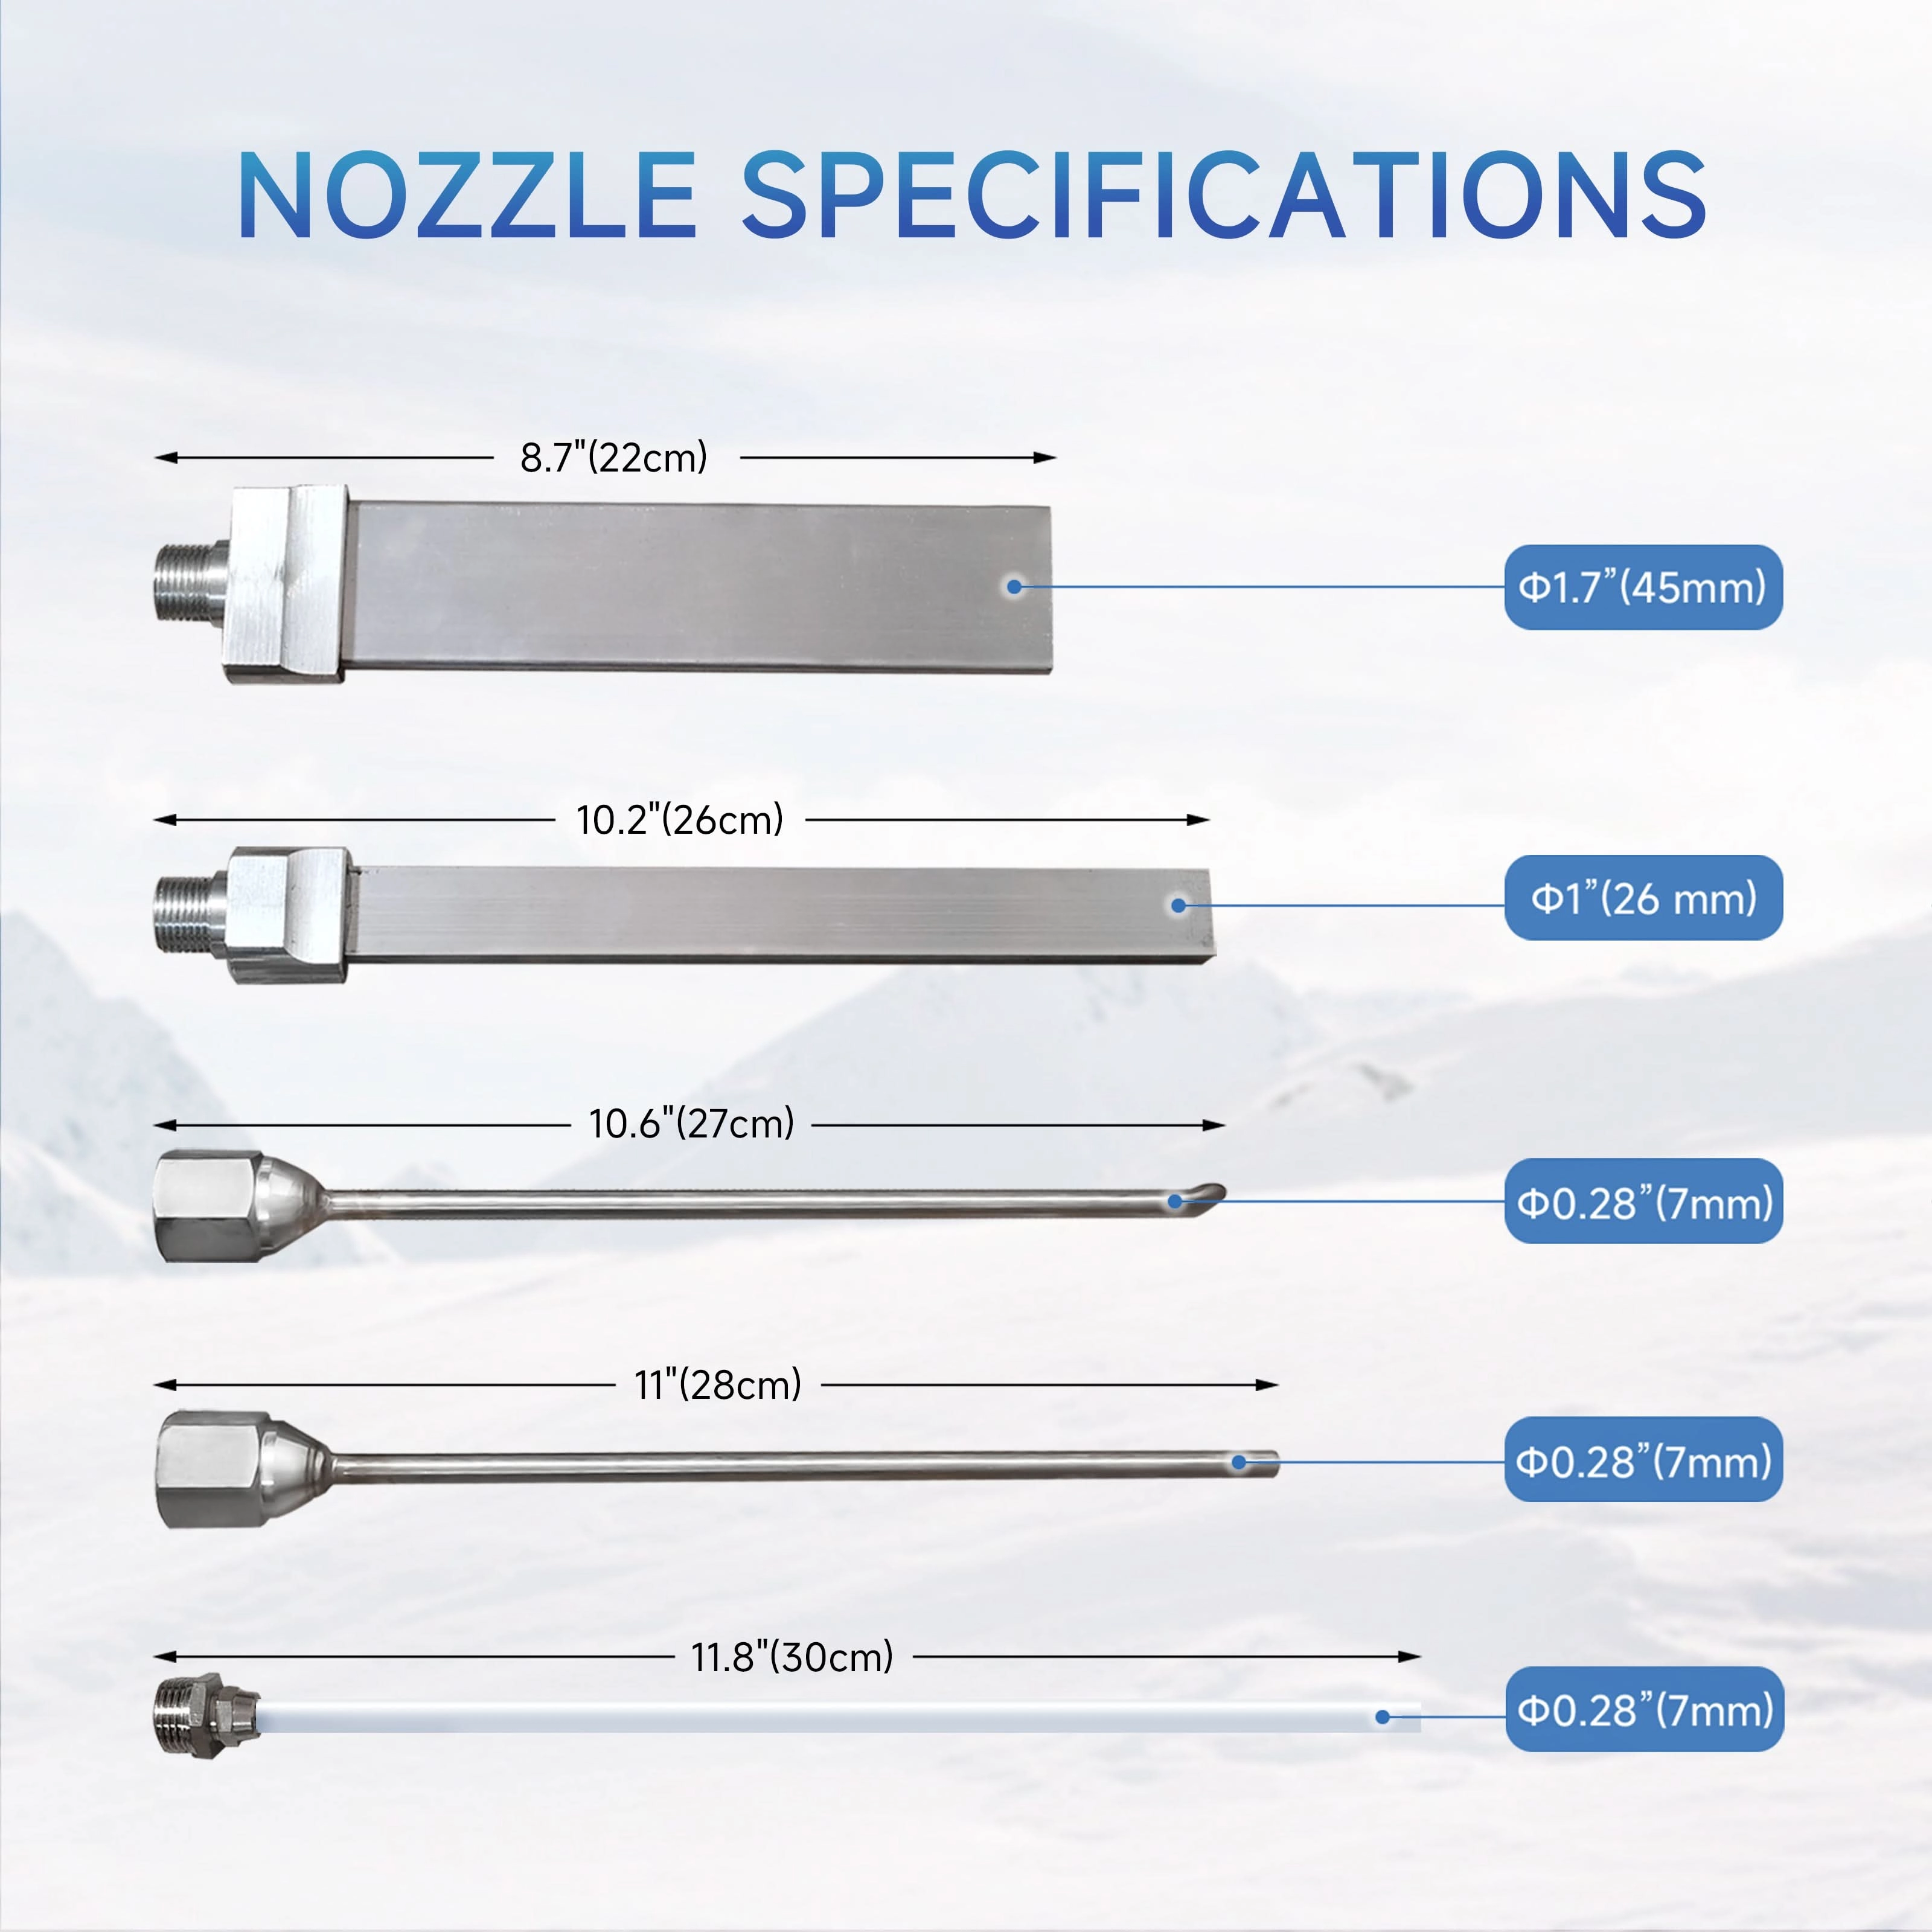 NOZZLE SPECIFICATIONS
8.7"(22cm)
Φ1.7”(45mm)
10.2"(26cm)
Φ1”(26 mm)
10.6"(27cm)
Φ0.28”(7mm)
11"(28cm)
Φ0.28”(7mm)
11.8"(30cm)
Φ0.28”(7mm)